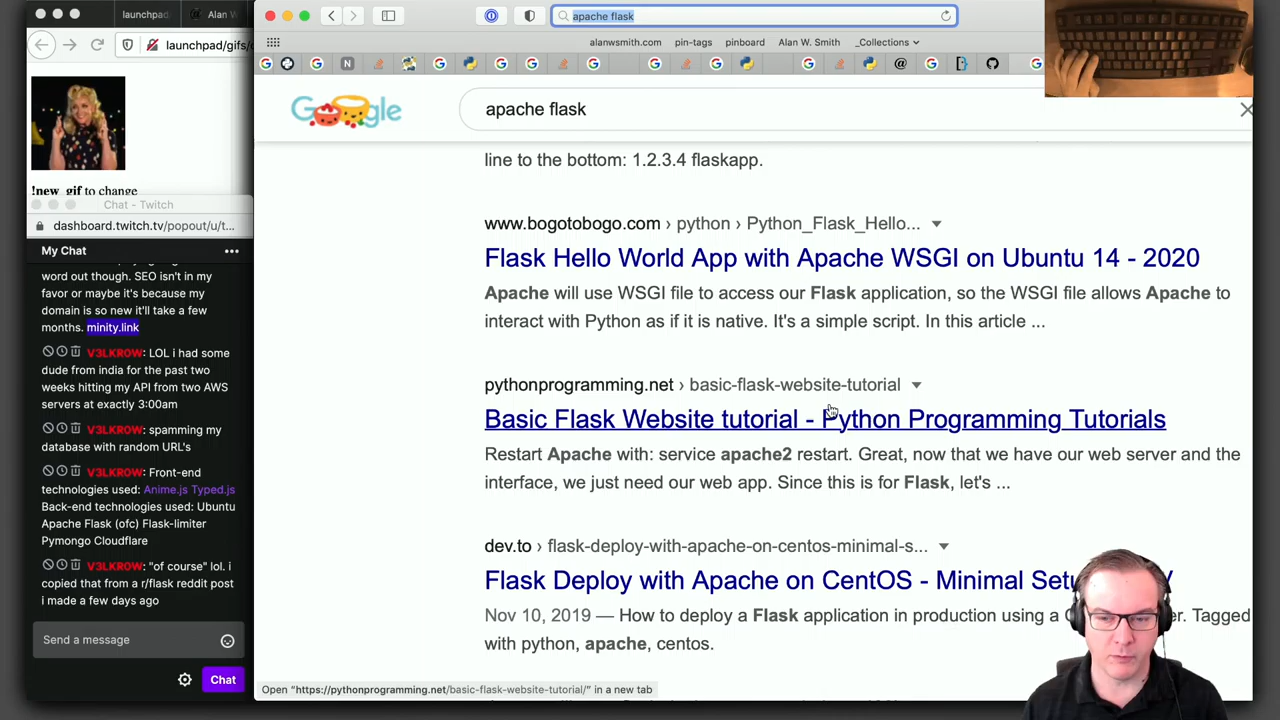 launchpad
Alan W
launchpad/gifs/
!new_gif to change
Chat - Twitch
dashboard.twitch.tv/popout/u/t...
My Chat
word out though. SEO isn't in my
favor or maybe it's because my
domain is so new it'll take a few
months. minity.link
V3LKR0W: LOL i had some
dude from india for the past two
weeks hitting my API from two AWS
servers at exactly 3:00am
V3LKR0W: spamming my
database with random URL's
V3LKR0W: Front-end
technologies used: Anime.js Typed.js
Back-end technologies used: Ubuntu
Apache Flask (ofc) Flask-limiter
Pymongo Cloudflare
V3LKR0W: "of course" lol. i
copied that from a r/flask reddit post
i made a few days ago
Send a message
Chat
apache flask
alanwsmith.com
pin-tags
pinboard
Alan W. Smith
_Collections
Google
apache flask
line to the bottom: 1.2.3.4 flaskapp.
www.bogotobogo.com › python › Python_Flask_Hello...
Flask Hello World App with Apache WSGI on Ubuntu 14 - 2020
Apache will use WSGI file to access our Flask application, so the WSGI file allows Apache to
interact with Python as if it is native. It's a simple script. In this article ...
pythonprogramming.net › basic-flask-website-tutorial
Basic Flask Website tutorial - Python Programming Tutorials
Restart Apache with: service apache2 restart. Great, now that we have our web server and the
interface, we just need our web app. Since this is for Flask, let's ...
dev.to › flask-deploy-with-apache-on-centos-minimal-s...
Flask Deploy with Apache on CentOS - Minimal
Nov 10, 2019 — How to deploy a Flask application in production using a Tagged
with python, apache, centos.
Open "https://pythonprogramming.net/basic-flask-website-tutorial/" in a new tab